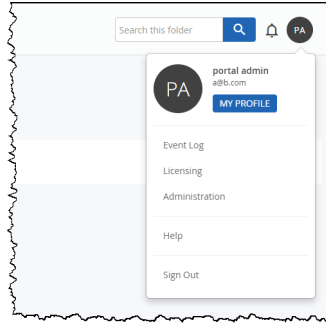 Search this folder
PA
PA
portal admin
a@b.com
MY PROFILE
Event Log
Licensing
Administration
Help
Sign Out